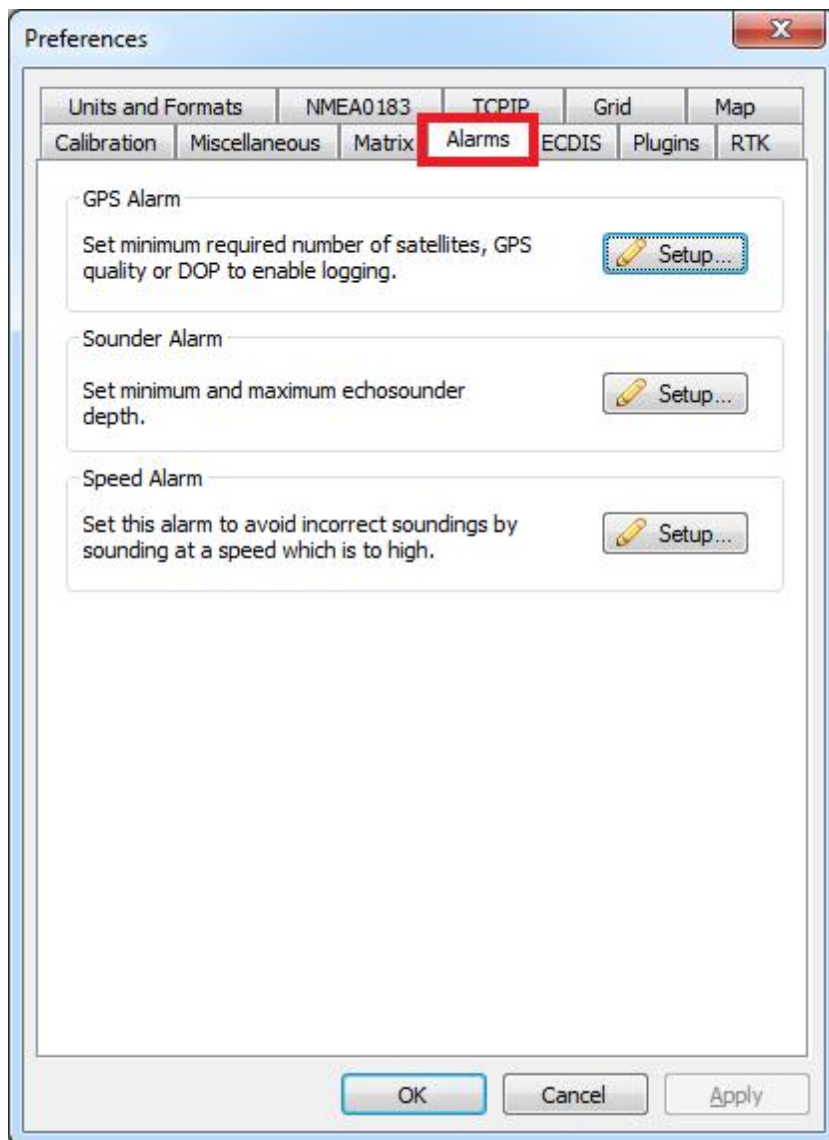 Preferences
Units and Formats NMEA0183 TCPIP Grid Map
Calibration Miscellaneous Matrix Alarms ECDIS Plugins RTK
GPS Alarm
Set minimum required number of satellites, GPS
quality or DOP to enable logging.
Setup...
Sounder Alarm
Set minimum and maximum echosounder
depth.
Setup...
Speed Alarm
Set this alarm to avoid incorrect soundings by
sounding at a speed which is to high.
Setup...
OK Cancel Apply